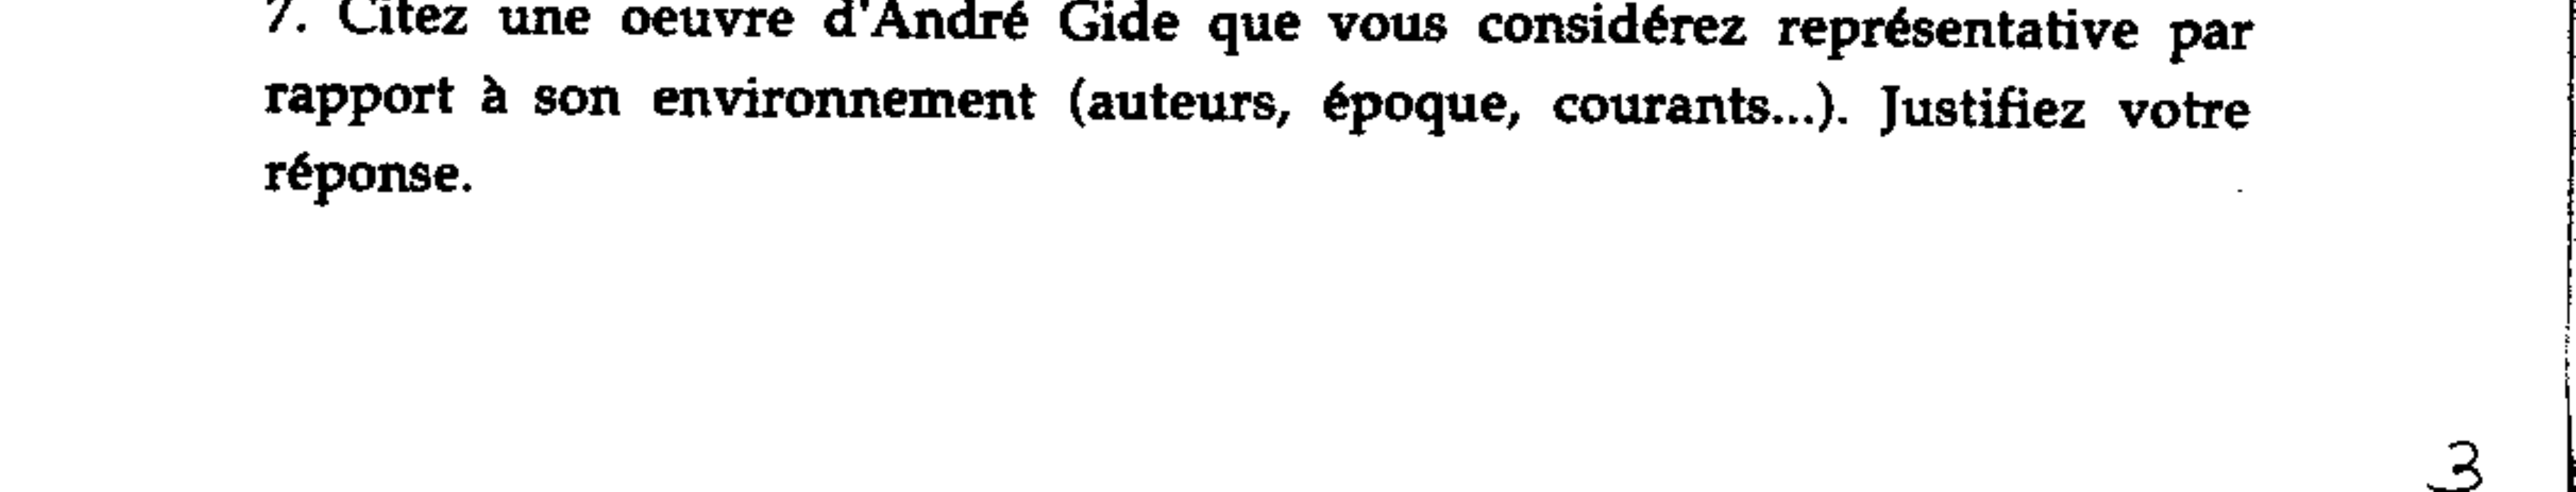 7. Citez une oeuvre d'André Gide que vous considérez représentative par
rapport à son environnement (auteurs, époque, courants...). Justifiez votre
réponse.
3